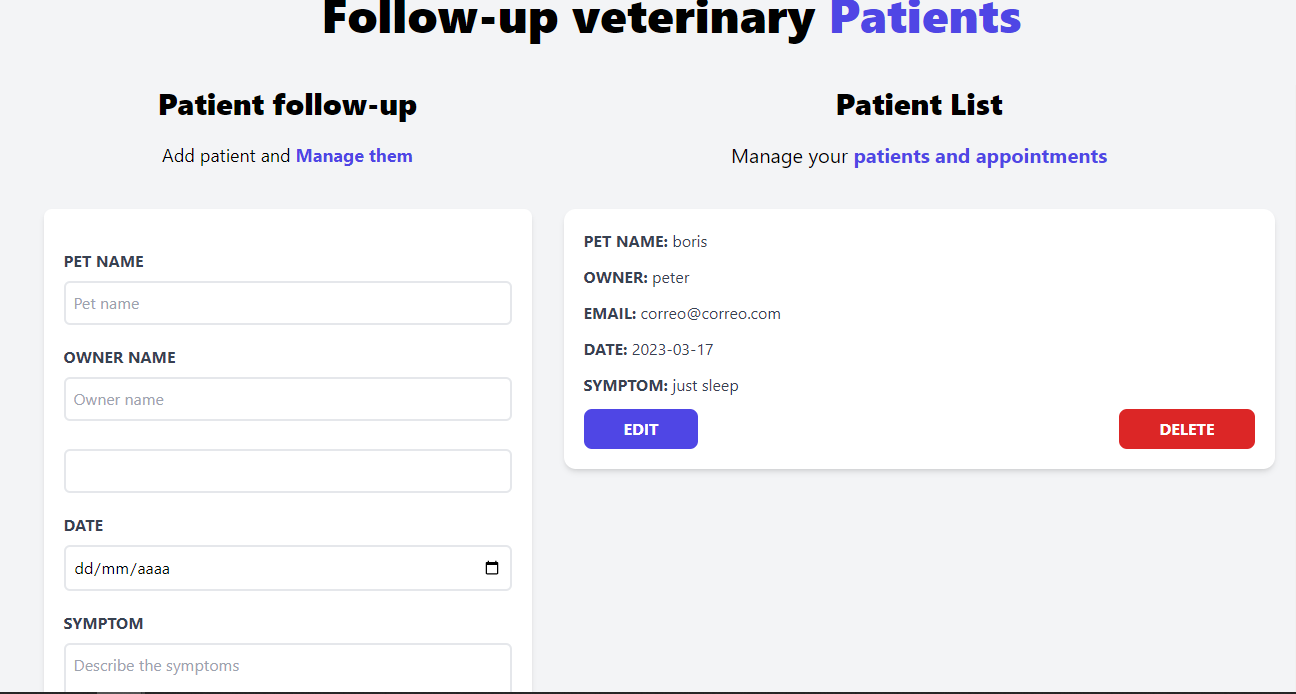 Follow-up veterinary Patients
Patient follow-up
Add patient and Manage them
PET NAME
Pet name
OWNER NAME
Owner name
DATE
dd/mm/aaaa
SYMPTOM
Describe the symptoms
Patient List
Manage your patients and appointments
PET NAME: boris
OWNER: peter
EMAIL: correo@correo.com
DATE: 2023-03-17
SYMPTOM: just sleep
EDIT
DELETE